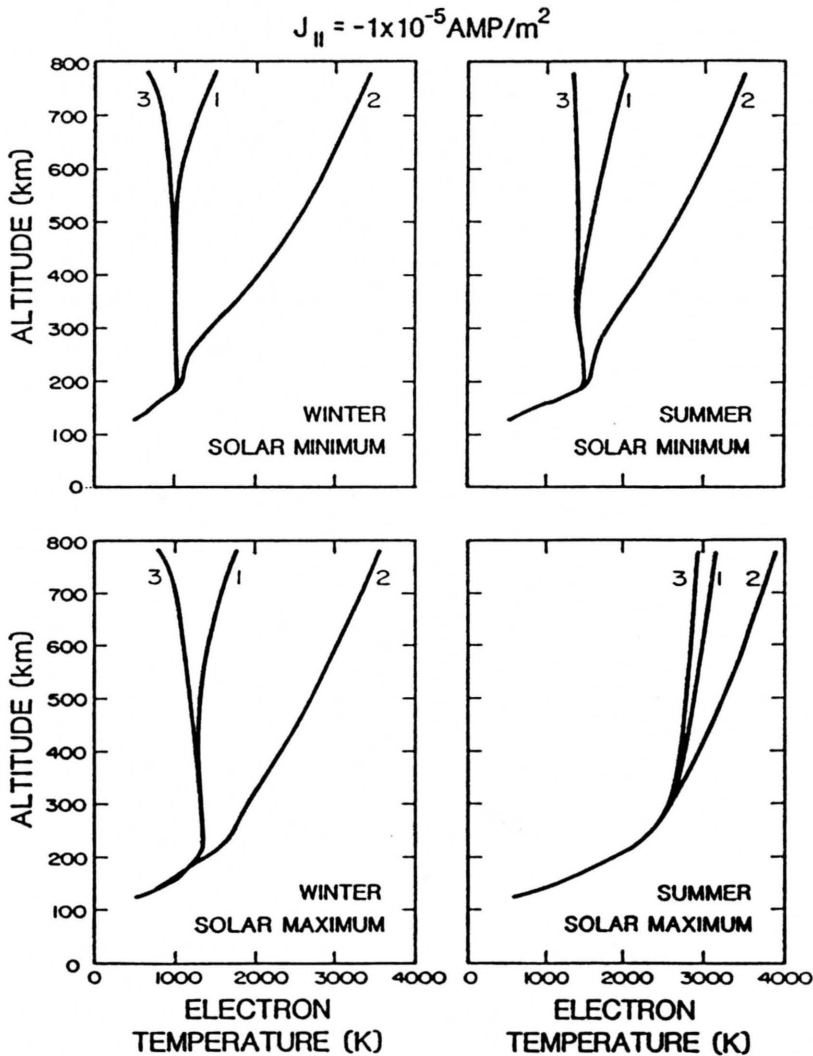 J|| = -1x10⁻⁵ AMP/m²
800
700
600
500
400
300
200
100
0
ALTITUDE (km)
3
1
2
WINTER
SOLAR MINIMUM
3
1
2
SUMMER
SOLAR MINIMUM
800
700
600
500
400
300
200
100
0
ALTITUDE (km)
3
1
2
WINTER
SOLAR MAXIMUM
0
1000
2000
3000
4000
ELECTRON
TEMPERATURE (K)
3
1
2
SUMMER
SOLAR MAXIMUM
0
1000
2000
3000
4000
ELECTRON
TEMPERATURE (K)